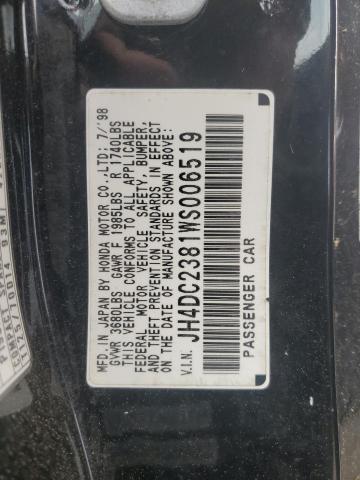 MFD. IN JAPAN BY HONDA MOTOR CO.,LTD: 7/'98
GVWR 3680LBS GAWR F 1985LBS R 1740LBS
THIS VEHICLE CONFORMS TO ALL APPLICABLE
FEDERAL MOTOR VEHICLE SAFETY, BUMPER,
AND THEFT PREVENTION STANDARDS IN EFFECT
ON THE DATE OF MANUFACTURE SHOWN ABOVE.
V.I.N. JH4DC2381WS006519
PASSENGER CAR
COMPACT